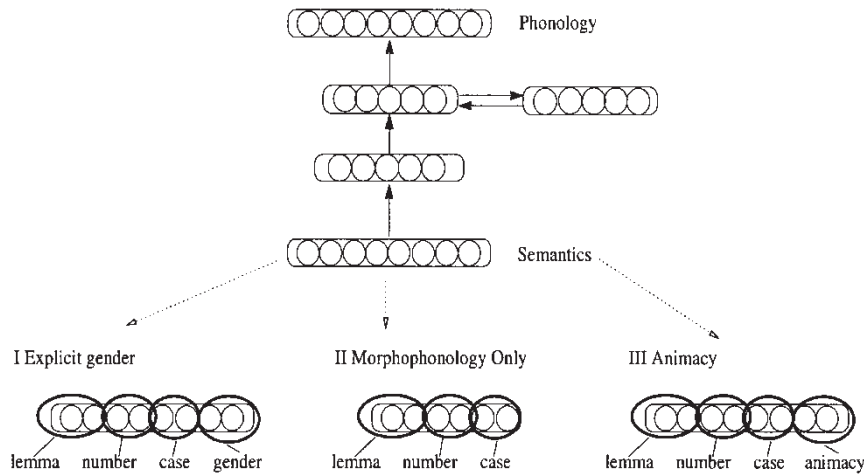 Phonology
Semantics
I Explicit gender
II Morphophonology Only
III Animacy
lemma number case gender
lemma number case
lemma number case animacy